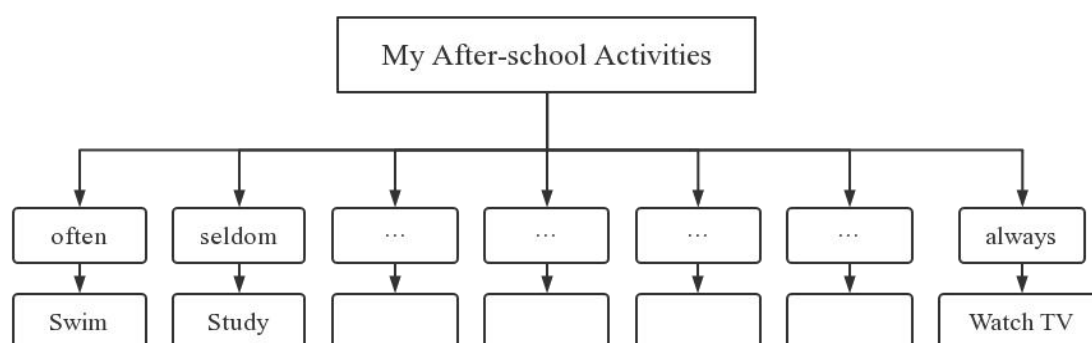 My After-school Activities
often seldom … … … … always
Swim Study Watch TV